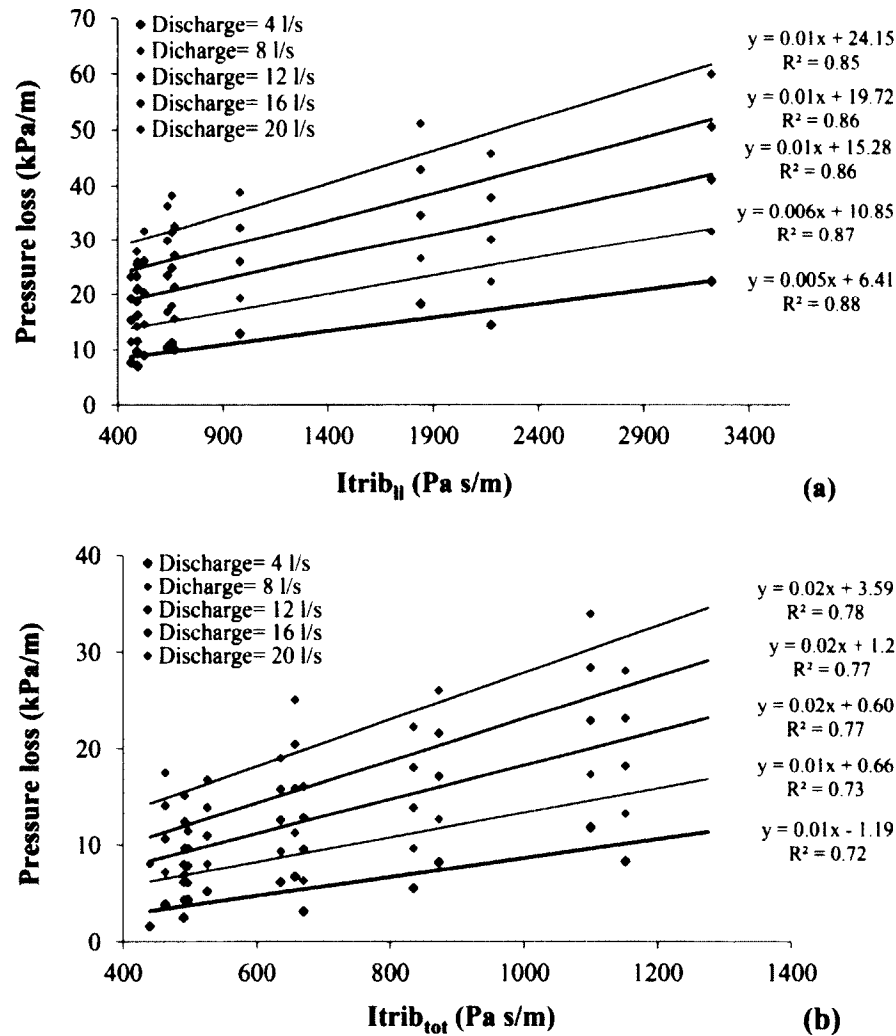 Discharge= 4 l/s
Dicharge= 8 l/s
Discharge= 12 l/s
Discharge= 16 l/s
Discharge= 20 l/s
70
60
50
40
30
20
10
0
Pressure loss (kPa/m)
y = 0.01x + 24.15
R² = 0.85
y = 0.01x + 19.72
R² = 0.86
y = 0.01x + 15.28
R² = 0.86
y = 0.006x + 10.85
R² = 0.87
y = 0.005x + 6.41
R² = 0.88
400 900 1400 1900 2400 2900 3400
Itrib_II (Pa s/m)
(a)
Discharge= 4 l/s
Dicharge= 8 l/s
Discharge= 12 l/s
Discharge= 16 l/s
Discharge= 20 l/s
40
30
20
10
0
Pressure loss (kPa/m)
y = 0.02x + 3.59
R² = 0.78
y = 0.02x + 1.2
R² = 0.77
y = 0.02x + 0.60
R² = 0.77
y = 0.01x + 0.66
R² = 0.73
y = 0.01x - 1.19
R² = 0.72
400 600 800 1000 1200 1400
Itrib_tot (Pa s/m)
(b)